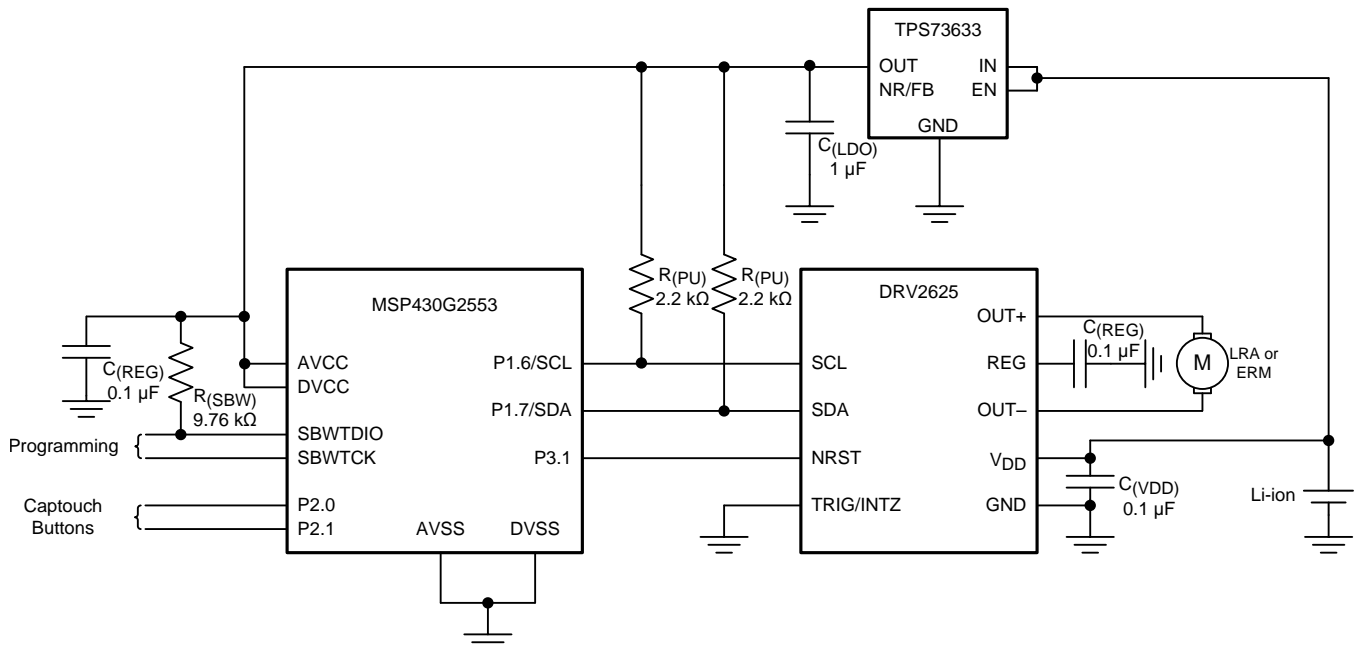 TPS73633
OUT
IN
NR/FB
EN
GND
C(LDO)
1 µF
R(PU)
2.2 kΩ
R(PU)
2.2 kΩ
MSP430G2553
DRV2625
OUT+
C(REG)
0.1 µF
LRA or
ERM
M
C(REG)
0.1 µF
R(SBW)
9.76 kΩ
AVCC
DVCC
P1.6/SCL
SCL
REG
P1.7/SDA
SDA
OUT–
Programming
SBWTDIO
SBWTCK
P3.1
NRST
VDD
C(VDD)
0.1 µF
Li-ion
Captouch
Buttons
P2.0
P2.1
AVSS
DVSS
TRIG/INTZ
GND